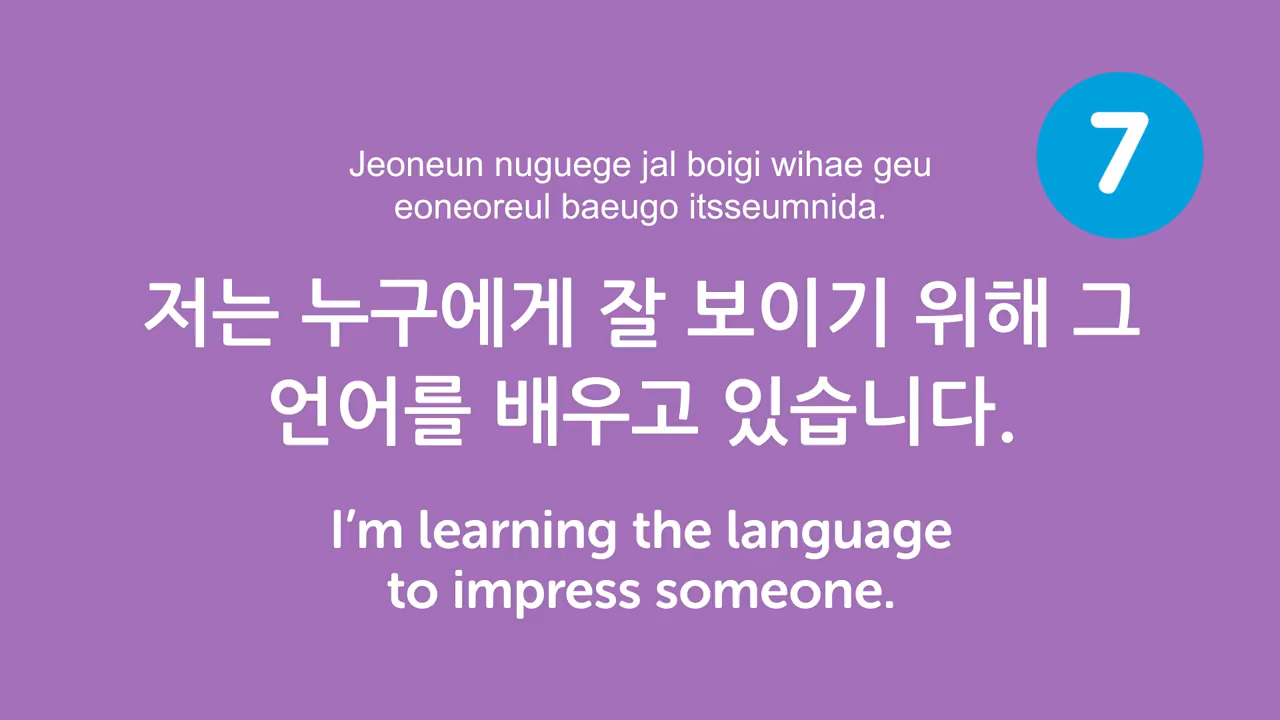 7
Jeoneun nuguege jal boigi wihae geu
eoneoreul baeugo itsseumnida.
저는 누구에게 잘 보이기 위해 그
언어를 배우고 있습니다.
I’m learning the language
to impress someone.